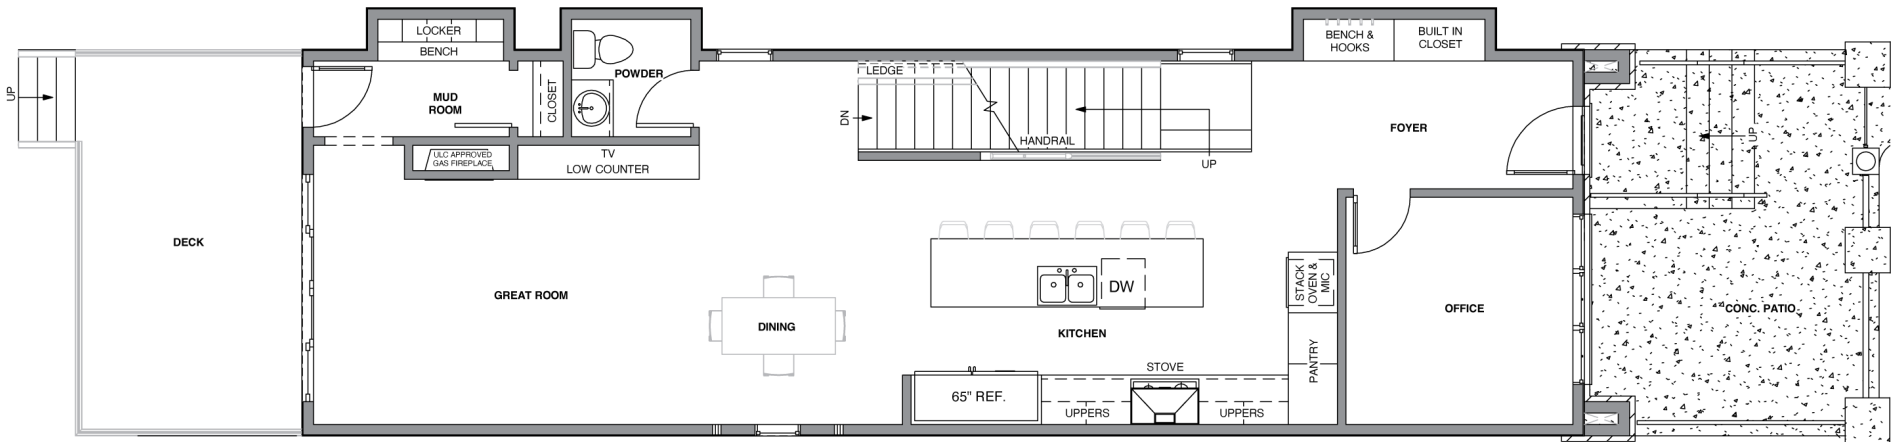 LOCKER
BENCH
BENCH &
HOOKS
BUILT IN
CLOSET
LEDGE
POWDER
UP
MUD
ROOM
CLOSET
DN
HANDRAIL
FOYER
UP
ULC APPROVED
GAS FIREPLACE
TV
LOW COUNTER
UP
DECK
GREAT ROOM
DINING
DW
STACK
OVEN &
MIC
KITCHEN
OFFICE
CONC. PATIO
STOVE
PANTRY
65" REF.
UPPERS
UPPERS